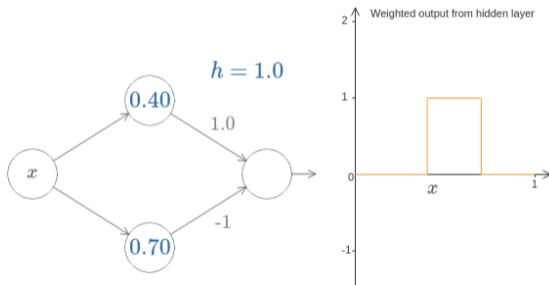 h = 1.0
0.40
1.0
x
-1
0.70
Weighted output from hidden layer
2
1
0
x
1
-1